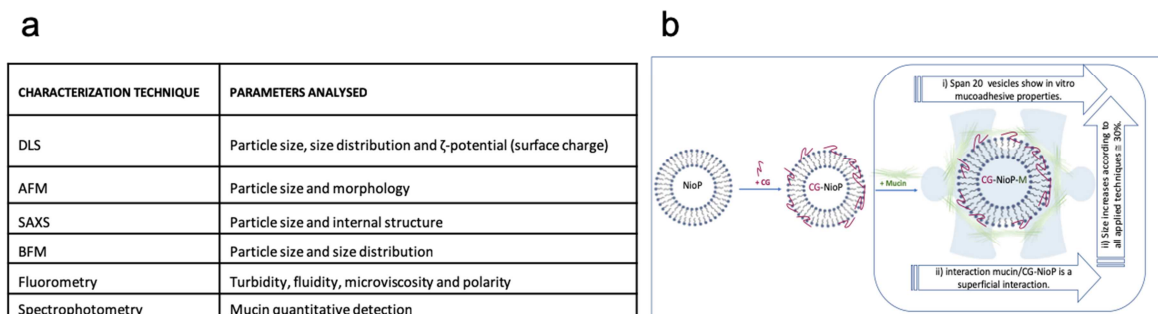 a
CHARACTERIZATION TECHNIQUE PARAMETERS ANALYSED
DLS Particle size, size distribution and ζ-potential (surface charge)
AFM Particle size and morphology
SAXS Particle size and internal structure
BFM Particle size and size distribution
Fluorometry Turbidity, fluidity, microviscosity and polarity
Spectrophotometry Mucin quantitative detection
b
i) Span 20 vesicles show in vitro
mucoadhesive properties.
NioP
+ CG
CG-NioP
+ Mucin
CG-NioP-M
ii) Size increases according to
all applied techniques ≅ 30%.
ii) interaction mucin/CG-NioP is a
superficial interaction.